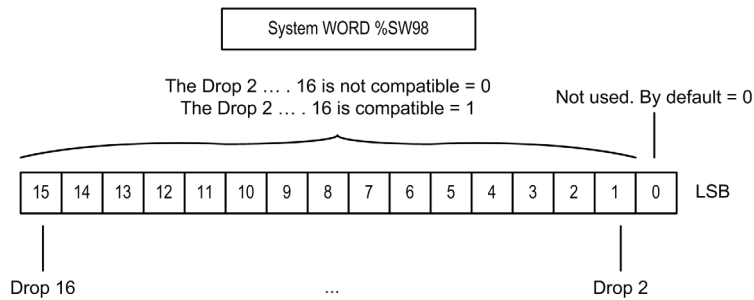 System WORD %SW98
The Drop 2 ... . 16 is not compatible = 0
The Drop 2 ... . 16 is compatible = 1
Not used. By default = 0
15 14 13 12 11 10 9 8 7 6 5 4 3 2 1 0 LSB
Drop 16 ... Drop 2